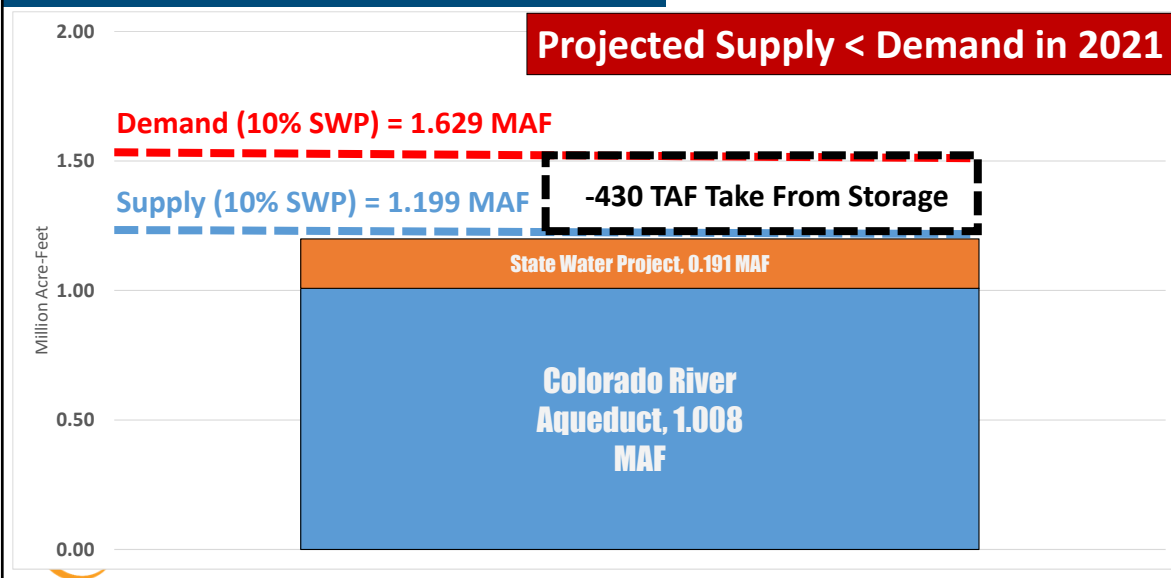 Projected Supply < Demand in 2021
2.00
Demand (10% SWP) = 1.629 MAF
1.50
Supply (10% SWP) = 1.199 MAF
-430 TAF Take From Storage
State Water Project, 0.191 MAF
1.00
Million Acre-Feet
Colorado River
Aqueduct, 1.008
MAF
0.50
0.00